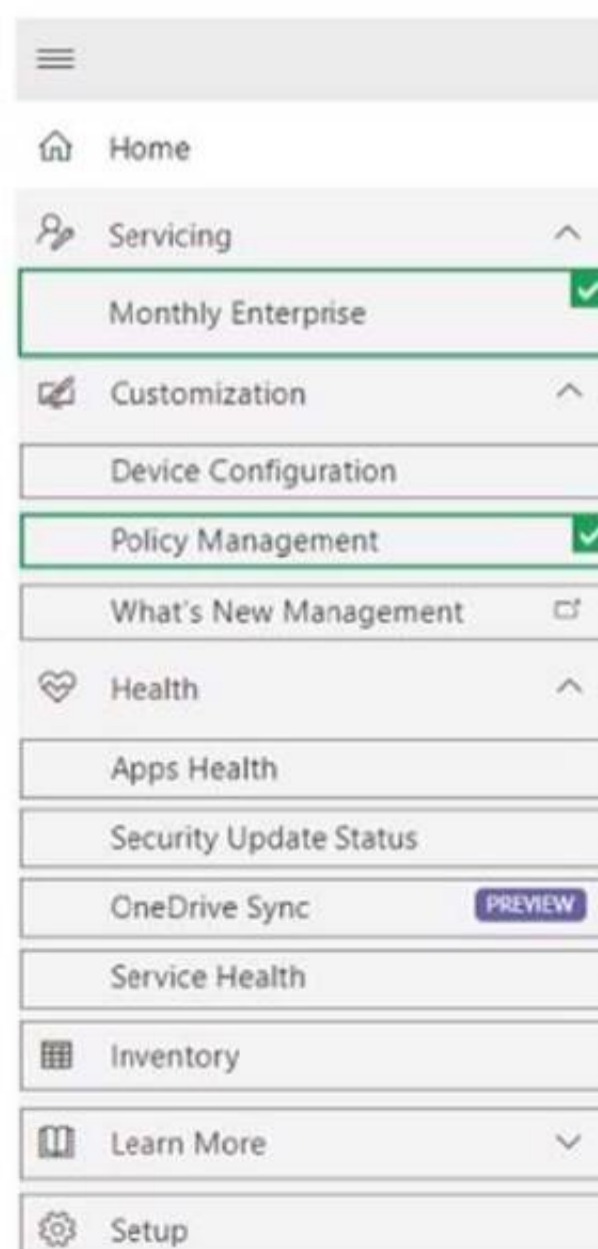 Home
Servicing
Monthly Enterprise
Customization
Device Configuration
Policy Management
What's New Management
Health
Apps Health
Security Update Status
OneDrive Sync PREVIEW
Service Health
Inventory
Learn More
Setup